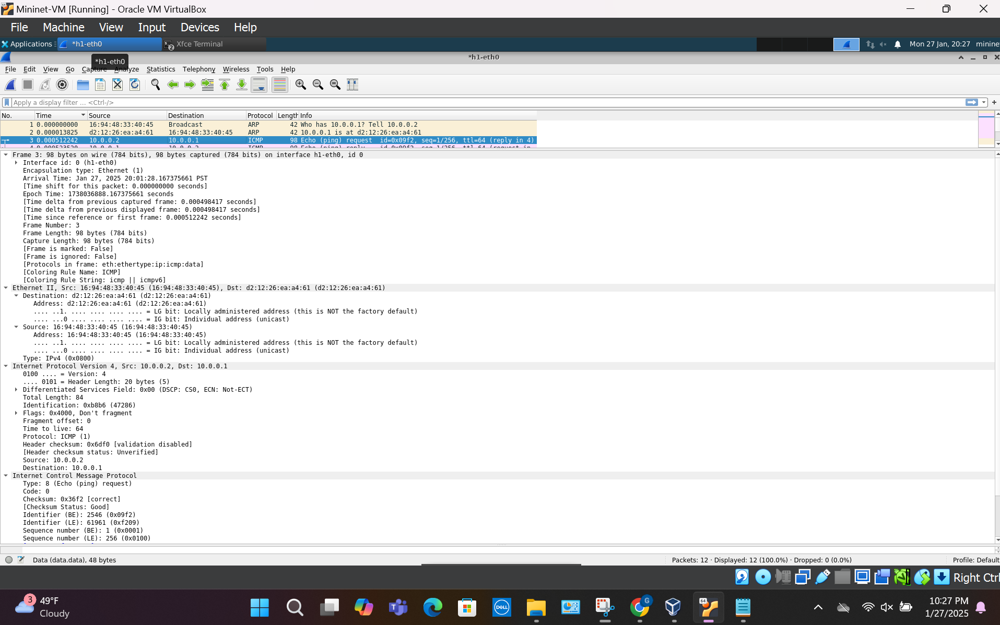 Mininet-VM [Running] - Oracle VM VirtualBox
File Machine View Input Devices Help
Applications *h1-eth0 Xfce Terminal Mon 27 Jan, 20:27 minine
*h1-eth0
*h1-eth0
File Edit View Go Capture Analyze Statistics Telephony Wireless Tools Help
Apply a display filter ... <Ctrl-/>
No. Time Source Destination Protocol Length Info
1 0.000000000 16:94:48:33:40:45 Broadcast ARP 42 Who has 10.0.0.1? Tell 10.0.0.2
2 0.000013825 d2:12:26:ea:a4:61 16:94:48:33:40:45 ARP 42 10.0.0.1 is at d2:12:26:ea:a4:61
3 0.000512242 10.0.0.2 10.0.0.1 ICMP 98 Echo (ping) request id=0x09f2, seq=1/256, ttl=64 (reply in 4)
Frame 3: 98 bytes on wire (784 bits), 98 bytes captured (784 bits) on interface h1-eth0, id 0
Interface id: 0 (h1-eth0)
Encapsulation type: Ethernet (1)
Arrival Time: Jan 27, 2025 20:01:28.167375661 PST
[Time shift for this packet: 0.000000000 seconds]
Epoch Time: 1738036888.167375661 seconds
[Time delta from previous captured frame: 0.000498417 seconds]
[Time delta from previous displayed frame: 0.000498417 seconds]
[Time since reference or first frame: 0.000512242 seconds]
Frame Number: 3
Frame Length: 98 bytes (784 bits)
Capture Length: 98 bytes (784 bits)
[Frame is marked: False]
[Frame is ignored: False]
[Protocols in frame: eth:ethertype:ip:icmp:data]
[Coloring Rule Name: ICMP]
[Coloring Rule String: icmp || icmpv6]
Ethernet II, Src: 16:94:48:33:40:45 (16:94:48:33:40:45), Dst: d2:12:26:ea:a4:61 (d2:12:26:ea:a4:61)
Destination: d2:12:26:ea:a4:61 (d2:12:26:ea:a4:61)
Address: d2:12:26:ea:a4:61 (d2:12:26:ea:a4:61)
.... ..1. .... .... .... .... = LG bit: Locally administered address (this is NOT the factory default)
.... ...0 .... .... .... .... = IG bit: Individual address (unicast)
Source: 16:94:48:33:40:45 (16:94:48:33:40:45)
Address: 16:94:48:33:40:45 (16:94:48:33:40:45)
.... ..1. .... .... .... .... = LG bit: Locally administered address (this is NOT the factory default)
.... ...0 .... .... .... .... = IG bit: Individual address (unicast)
Type: IPv4 (0x0800)
Internet Protocol Version 4, Src: 10.0.0.2, Dst: 10.0.0.1
0100 .... = Version: 4
.... 0101 = Header Length: 20 bytes (5)
Differentiated Services Field: 0x00 (DSCP: CS0, ECN: Not-ECT)
Total Length: 84
Identification: 0xb8b6 (47286)
Flags: 0x4000, Don't fragment
Fragment offset: 0
Time to live: 64
Protocol: ICMP (1)
Header checksum: 0x6df0 [validation disabled]
[Header checksum status: Unverified]
Source: 10.0.0.2
Destination: 10.0.0.1
Internet Control Message Protocol
Type: 8 (Echo (ping) request)
Code: 0
Checksum: 0x36f2 [correct]
[Checksum Status: Good]
Identifier (BE): 2546 (0x09f2)
Identifier (LE): 61961 (0xf209)
Sequence number (BE): 1 (0x0001)
Sequence number (LE): 256 (0x0100)
Data (data.data), 48 bytes Packets: 12 · Displayed: 12 (100.0%) · Dropped: 0 (0.0%) Profile: Default
Right Ctrl
3 49°F
Cloudy
DELL
G
64
10:27 PM
1/27/2025